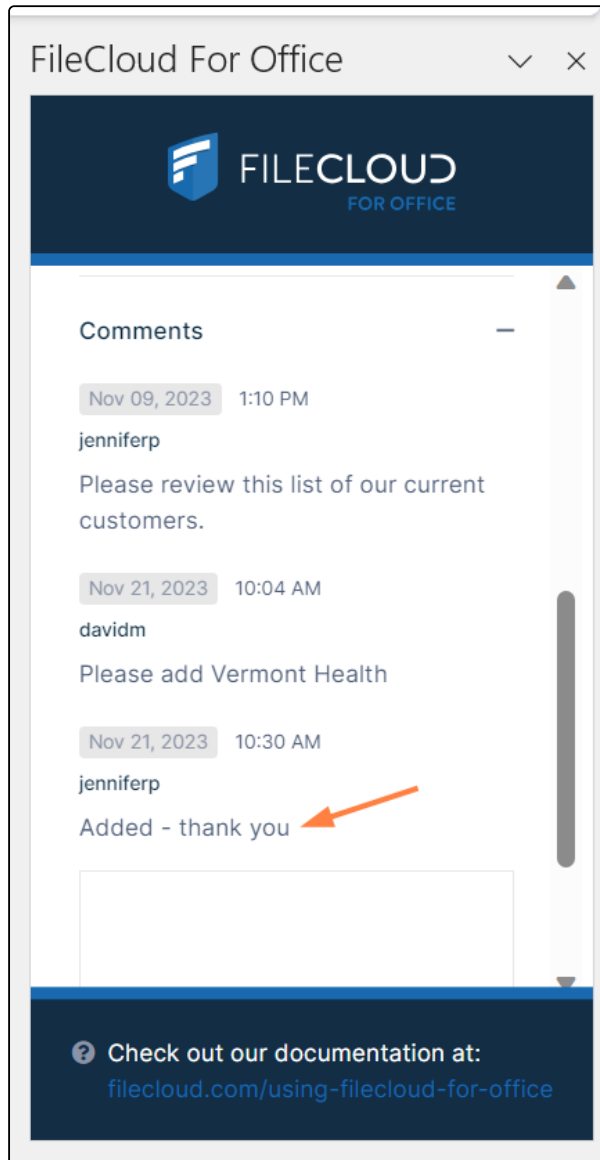 FileCloud For Office
FILECLOUD
FOR OFFICE
Comments
Nov 09, 2023 1:10 PM
jenniferp
Please review this list of our current
customers.
Nov 21, 2023 10:04 AM
davidm
Please add Vermont Health
Nov 21, 2023 10:30 AM
jenniferp
Added - thank you
Check out our documentation at:
filecloud.com/using-filecloud-for-office